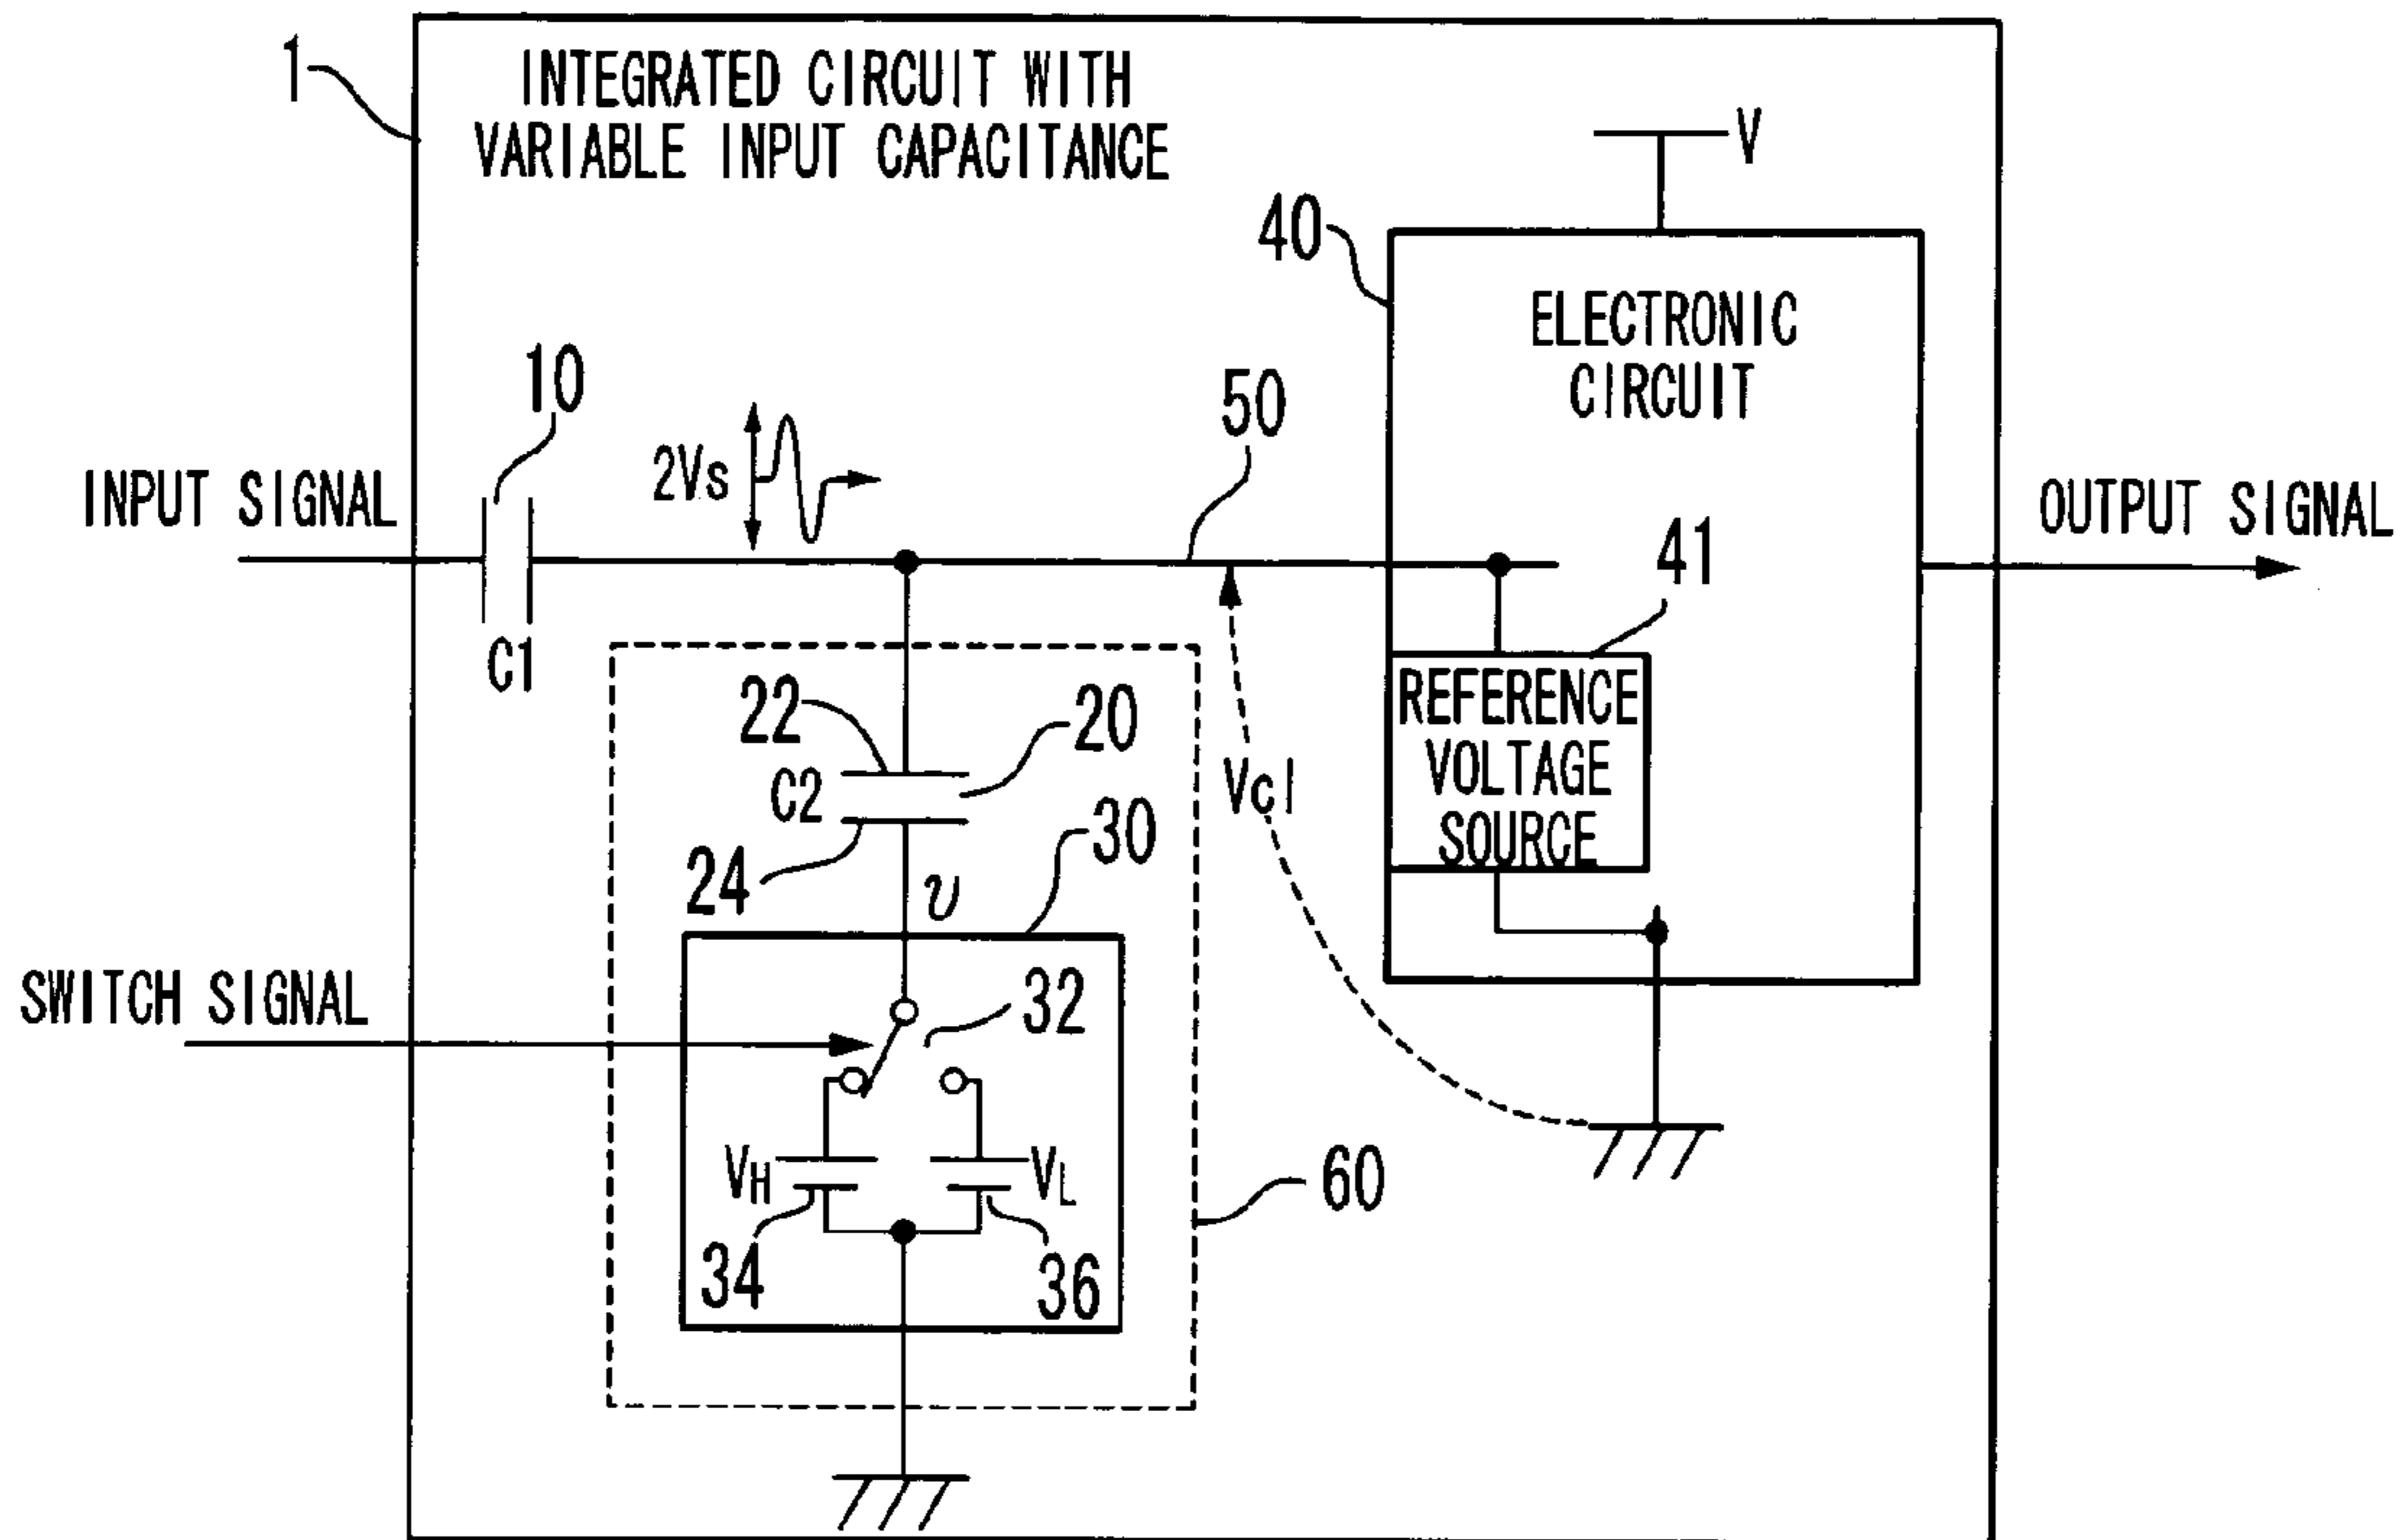 1
INTEGRATED CIRCUIT WITH
VARIABLE INPUT CAPACITANCE
V
40
ELECTRONIC
CIRCUIT
10
50
2Vs
INPUT SIGNAL
OUTPUT SIGNAL
41
C1
22
20
REFERENCE
VOLTAGE
SOURCE
C2
Vcl
30
24
υ
SWITCH SIGNAL
32
VH
VL
60
34
36